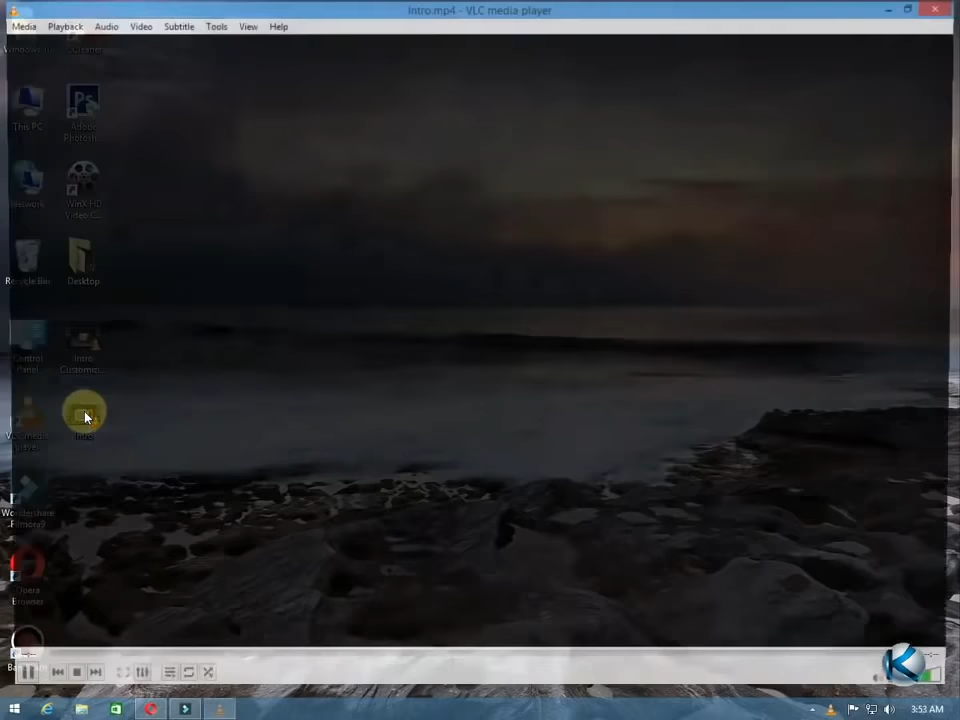 Intro.mp4 - VLC media player
Media Playback Audio Video Subtitle Tools View Help
This PC
Adobe
Photosh...
Network
WinX HD
Video C...
Recycle Bin
Desktop
Control
Panel
Intro
Customiz...
VLC media
player
Intro
Wondershare
Filmora
Opera
Browser
3:53 AM